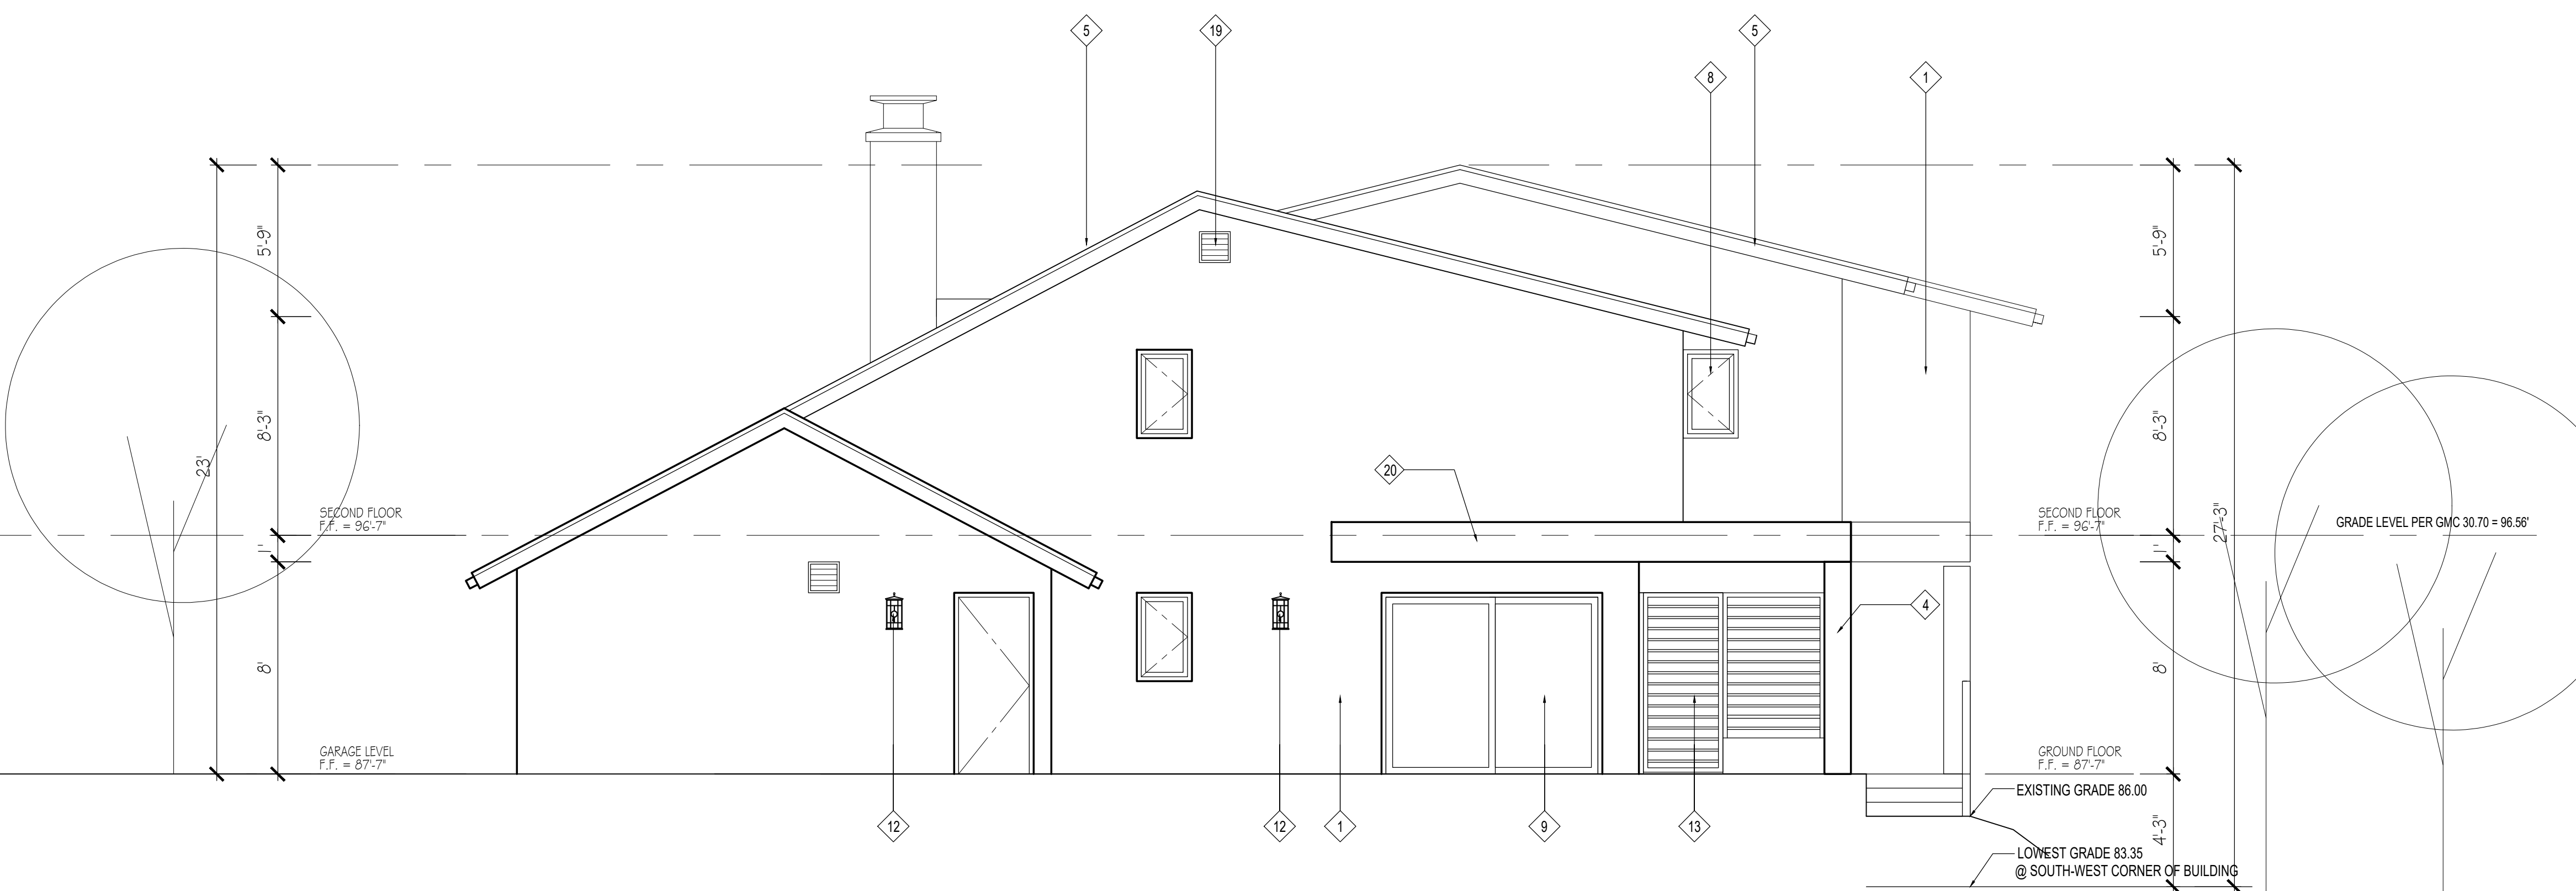 5
19
5
8
1
5'-9"
5'-9"
8'-3"
8'-3"
23'
20
SECOND FLOOR
F.F. = 96'-7"
SECOND FLOOR
F.F. = 96'-7"
27'-3"
GRADE LEVEL PER GMC 30.70 = 96.56'
1'
1'
4
8'
8'
GARAGE LEVEL
F.F. = 87'-7"
GROUND FLOOR
F.F. = 87'-7"
EXISTING GRADE 86.00
12
12
1
9
13
4'-3"
LOWEST GRADE 83.35
@ SOUTH-WEST CORNER OF BUILDING